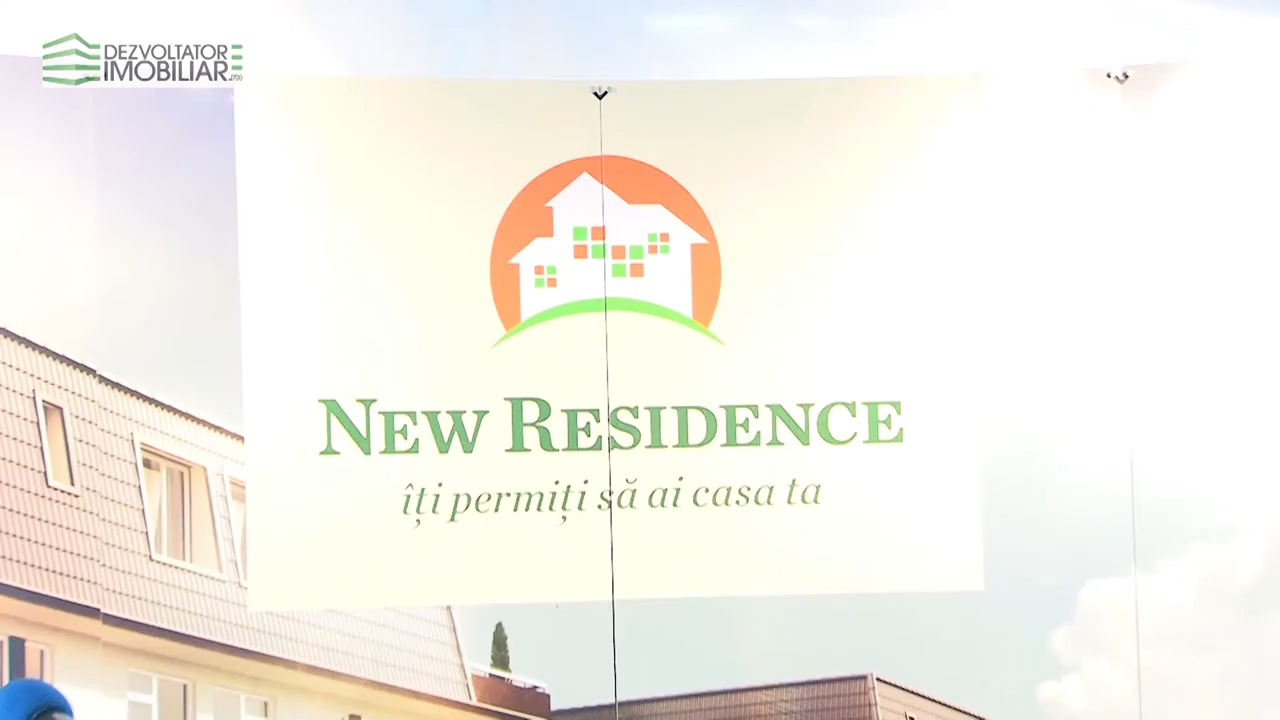 DEZVOLTATOR
IMOBILIAR
NEW RESIDENCE
îți permiți să ai casa ta